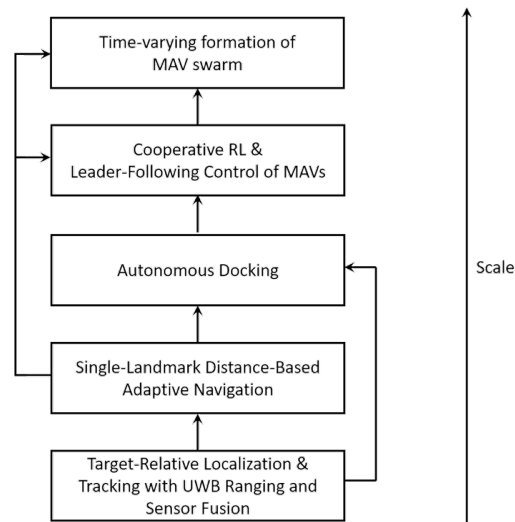 Time-varying formation of
MAV swarm
Cooperative RL &
Leader-Following Control of MAVs
Autonomous Docking
Scale
Single-Landmark Distance-Based
Adaptive Navigation
Target-Relative Localization &
Tracking with UWB Ranging and
Sensor Fusion